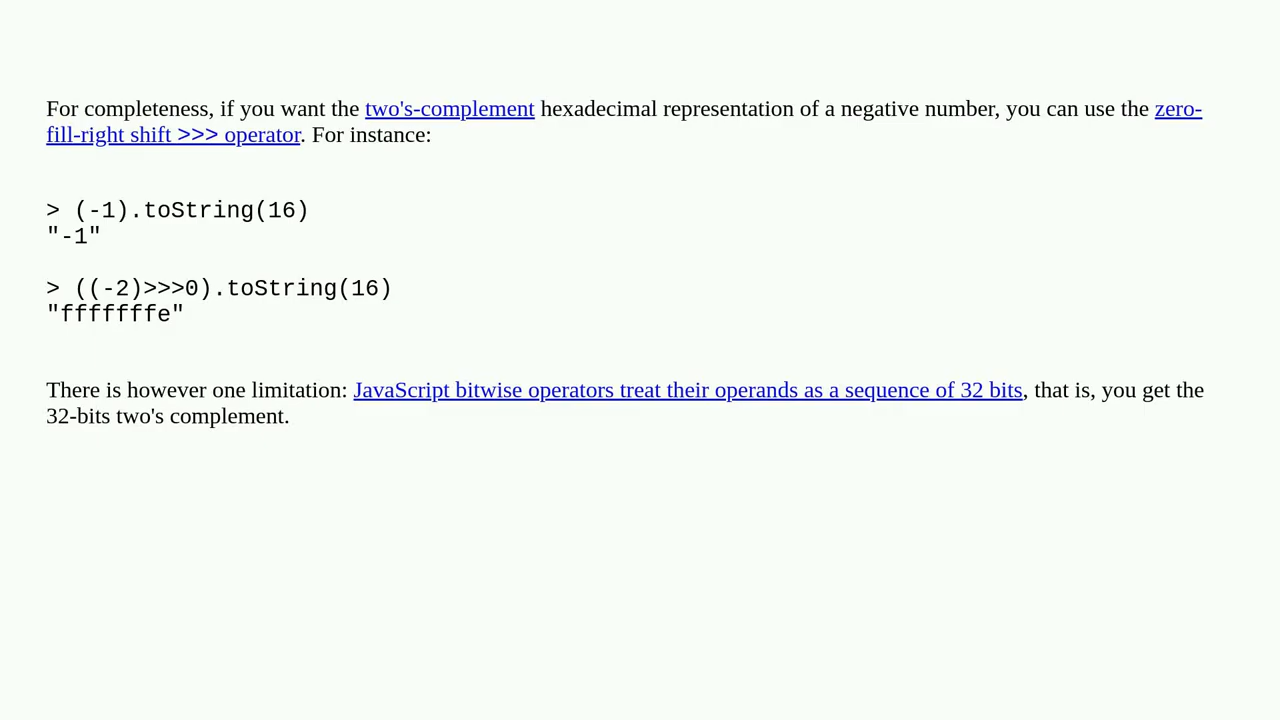 For completeness, if you want the two's-complement hexadecimal representation of a negative number, you can use the zero-
fill-right shift >>> operator. For instance:
> (-1).toString(16)
"-1"
> ((-2)>>>0).toString(16)
"fffffffe"
There is however one limitation: JavaScript bitwise operators treat their operands as a sequence of 32 bits, that is, you get the
32-bits two's complement.